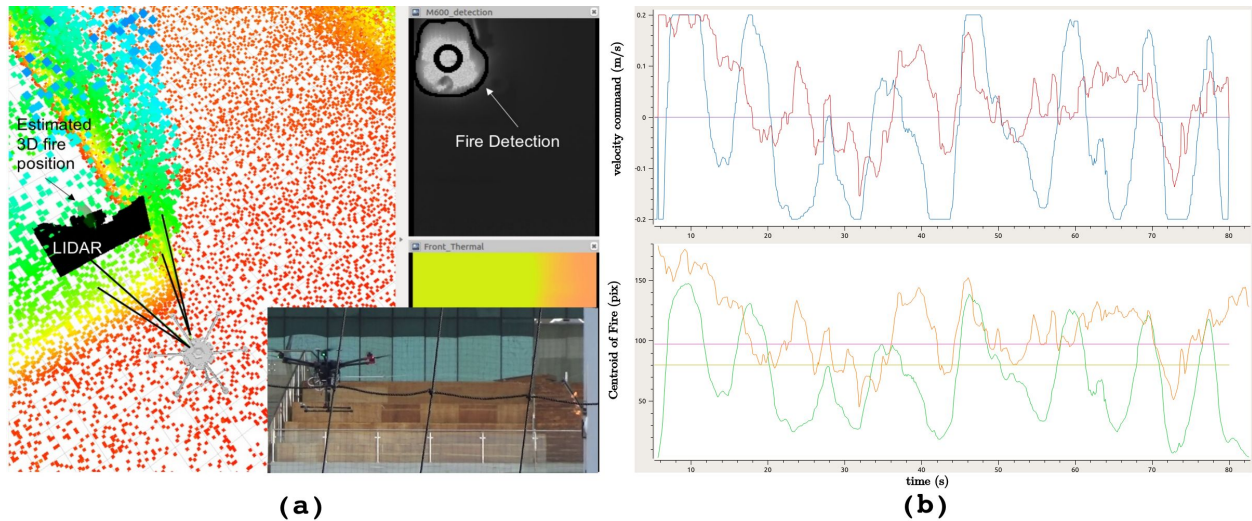 M600_detection
Estimated
3D fire
position
Fire Detection
LIDAR
Front_Thermal
(a)
velocity command (m/s)
0.2
0.1
0
-0.1
-0.2
10
20
30
40
50
60
70
80
Centroid of Fire (pix)
150
100
50
10
20
30
40
50
60
70
80
time (s)
(b)